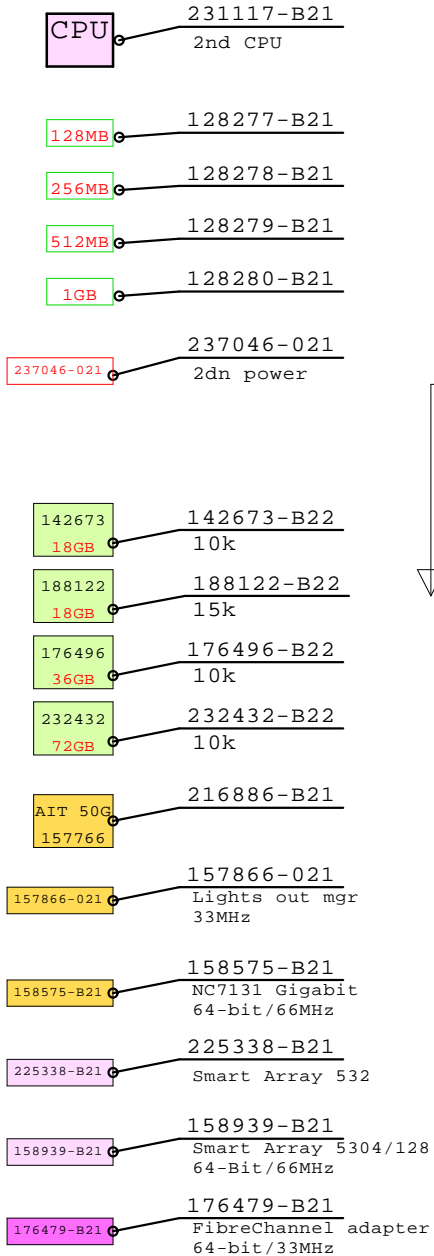 CPU
231117-B21
2nd CPU
128MB
128277-B21
256MB
128278-B21
512MB
128279-B21
1GB
128280-B21
237046-021
237046-021
2dn power
142673
18GB
142673-B22
10k
188122
18GB
188122-B22
15k
176496
36GB
176496-B22
10k
232432
72GB
232432-B22
10k
AIT 50G
157766
216886-B21
157866-021
157866-021
Lights out mgr
33MHz
158575-B21
158575-B21
NC7131 Gigabit
64-bit/66MHz
225338-B21
225338-B21
Smart Array 532
158939-B21
158939-B21
Smart Array 5304/128
64-Bit/66MHz
176479-B21
176479-B21
FibreChannel adapter
64-bit/33MHz